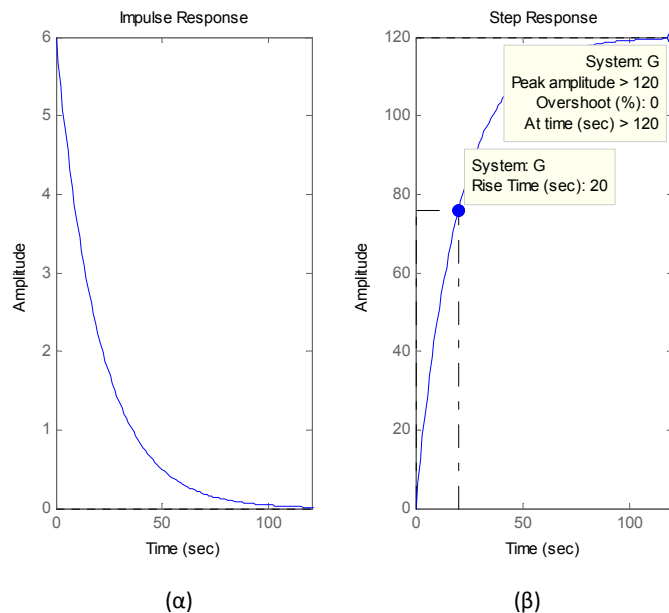 Impulse Response
6
5
4
3
2
1
0
Amplitude
0 50 100
Time (sec)
(α)
Step Response
120
100
80
60
40
20
0
Amplitude
System: G
Peak amplitude > 120
Overshoot (%): 0
At time (sec) > 120
System: G
Rise Time (sec): 20
0 50 100
Time (sec)
(β)